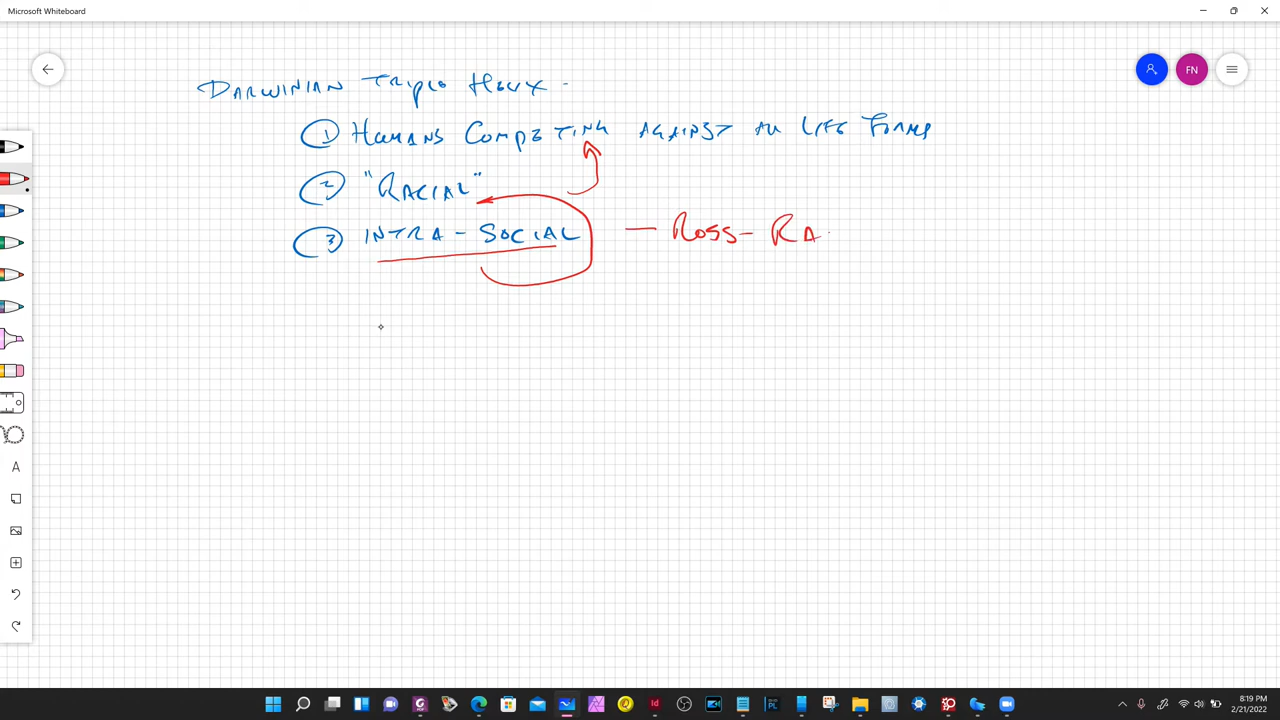 Microsoft Whiteboard
FN
DARWINIAN TRIPLE HELIX -
① HUMANS COMPETING AGAINST ALL LIFE FORMS
② "RACIAL"
③ INTRA - SOCIAL — ROSS - RA
A
8:19 PM
2/21/2022